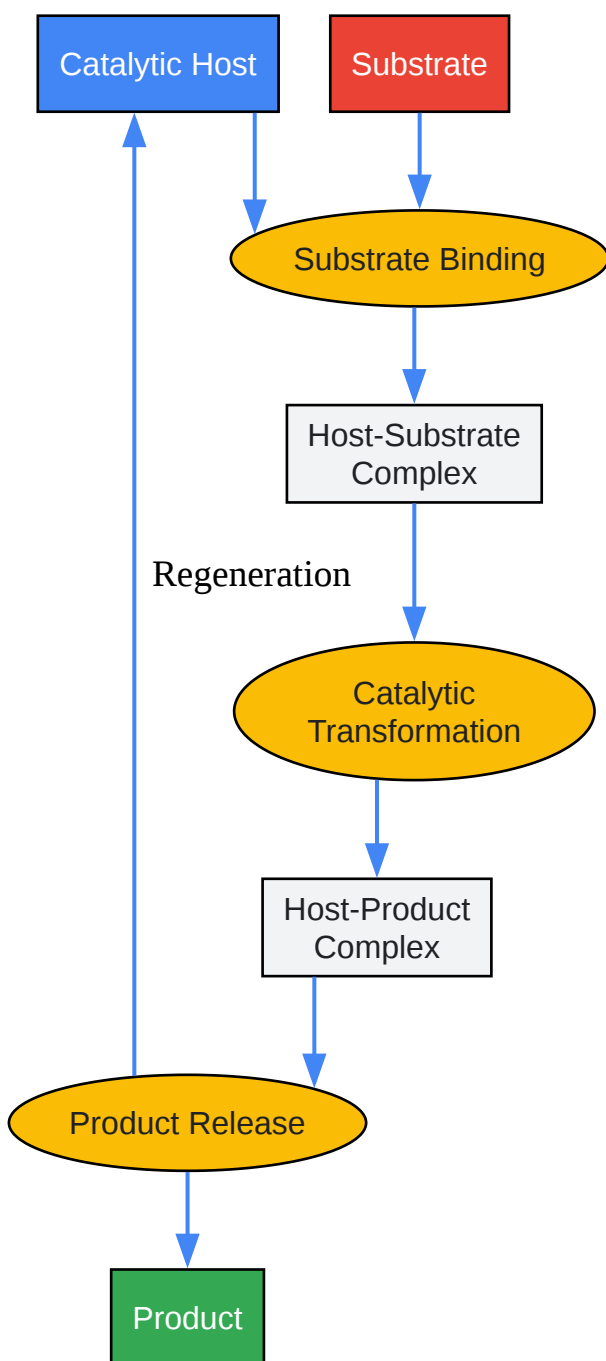 Catalytic Host
Substrate
Substrate Binding
Host-Substrate
Complex
Regeneration
Catalytic
Transformation
Host-Product
Complex
Product Release
Product